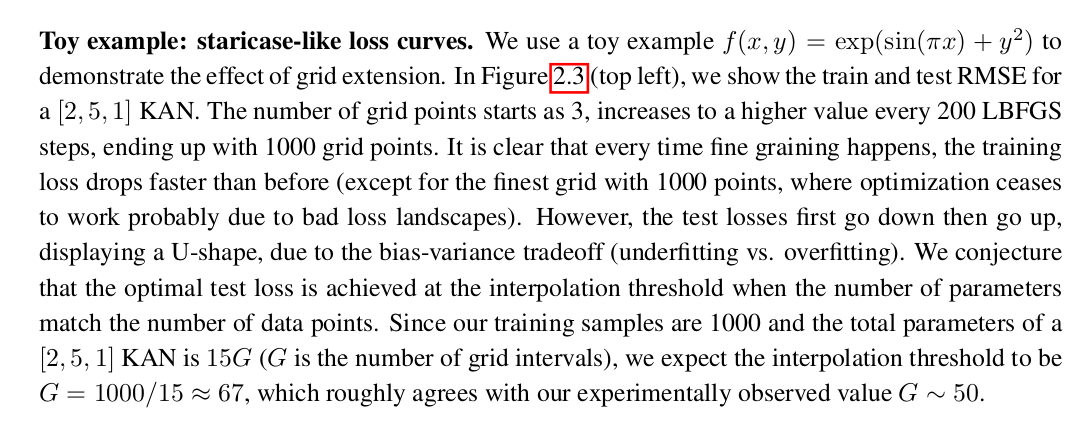 Toy example: staricase-like loss curves. We use a toy example f(x, y) = exp(sin(πx) + y²) to
demonstrate the effect of grid extension. In Figure 2.3 (top left), we show the train and test RMSE for
a [2, 5, 1] KAN. The number of grid points starts as 3, increases to a higher value every 200 LBFGS
steps, ending up with 1000 grid points. It is clear that every time fine graining happens, the training
loss drops faster than before (except for the finest grid with 1000 points, where optimization ceases
to work probably due to bad loss landscapes). However, the test losses first go down then go up,
displaying a U-shape, due to the bias-variance tradeoff (underfitting vs. overfitting). We conjecture
that the optimal test loss is achieved at the interpolation threshold when the number of parameters
match the number of data points. Since our training samples are 1000 and the total parameters of a
[2, 5, 1] KAN is 15G (G is the number of grid intervals), we expect the interpolation threshold to be
G = 1000/15 ≈ 67, which roughly agrees with our experimentally observed value G ∼ 50.